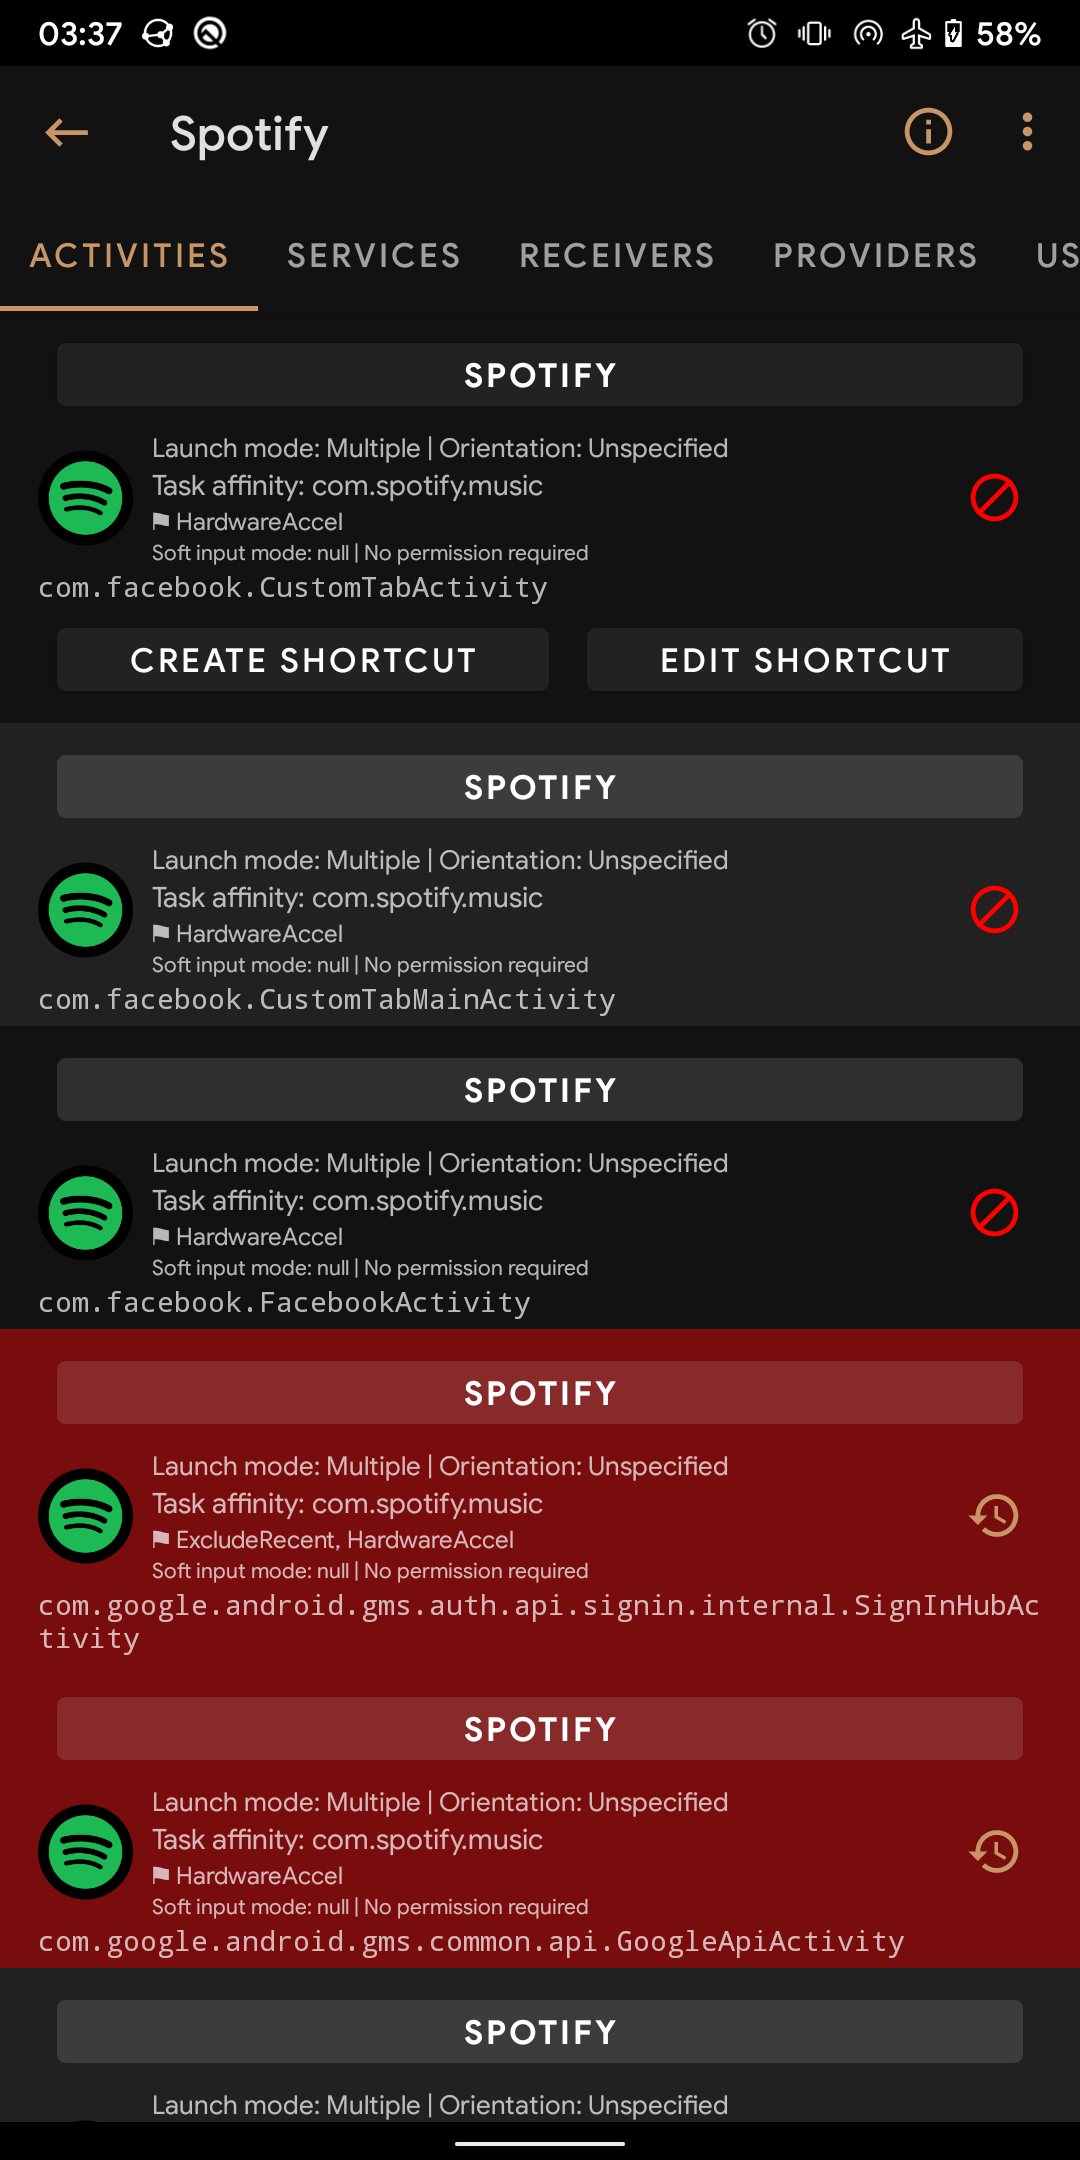 03:37
58%
Spotify
ACTIVITIES SERVICES RECEIVERS PROVIDERS US
SPOTIFY
Launch mode: Multiple | Orientation: Unspecified
Task affinity: com.spotify.music
HardwareAccel
Soft input mode: null | No permission required
com.facebook.CustomTabActivity
CREATE SHORTCUT EDIT SHORTCUT
SPOTIFY
Launch mode: Multiple | Orientation: Unspecified
Task affinity: com.spotify.music
HardwareAccel
Soft input mode: null | No permission required
com.facebook.CustomTabMainActivity
SPOTIFY
Launch mode: Multiple | Orientation: Unspecified
Task affinity: com.spotify.music
HardwareAccel
Soft input mode: null | No permission required
com.facebook.FacebookActivity
SPOTIFY
Launch mode: Multiple | Orientation: Unspecified
Task affinity: com.spotify.music
ExcludeRecent, HardwareAccel
Soft input mode: null | No permission required
com.google.android.gms.auth.api.signin.internal.SignInHubAc
tivity
SPOTIFY
Launch mode: Multiple | Orientation: Unspecified
Task affinity: com.spotify.music
HardwareAccel
Soft input mode: null | No permission required
com.google.android.gms.common.api.GoogleApiActivity
SPOTIFY
Launch mode: Multiple | Orientation: Unspecified